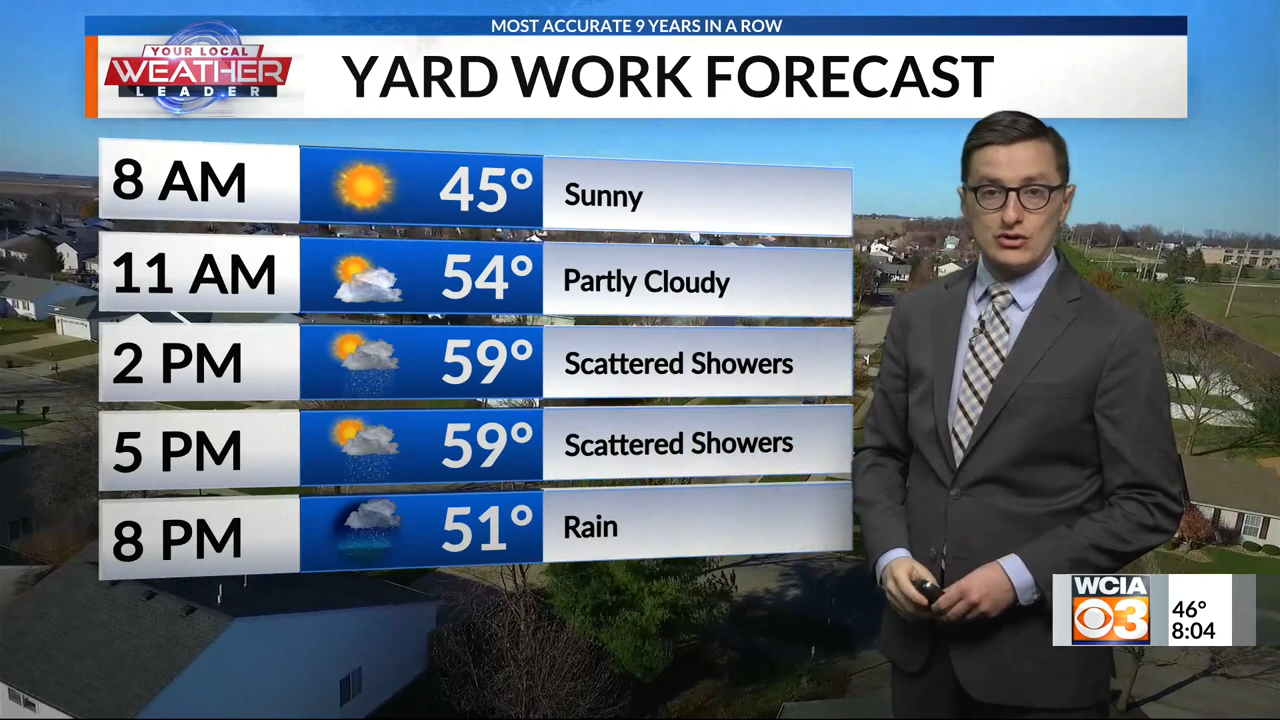 MOST ACCURATE 9 YEARS IN A ROW
YOUR LOCAL
WEATHER
LEADER
YARD WORK FORECAST
8 AM 45° Sunny
11 AM 54° Partly Cloudy
2 PM 59° Scattered Showers
5 PM 59° Scattered Showers
8 PM 51° Rain
WCIA
3
46°
8:04